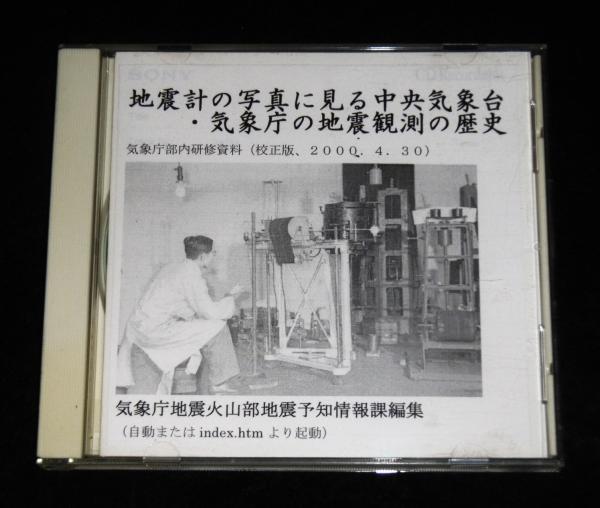 SONY
CD-Recordable
地震計の写真に見る中央気象台
・気象庁の地震観測の歴史
気象庁部内研修資料（校正版、２０００．４．３０）
気象庁地震火山部地震予知情報課編集
（自動または index.htm より起動）